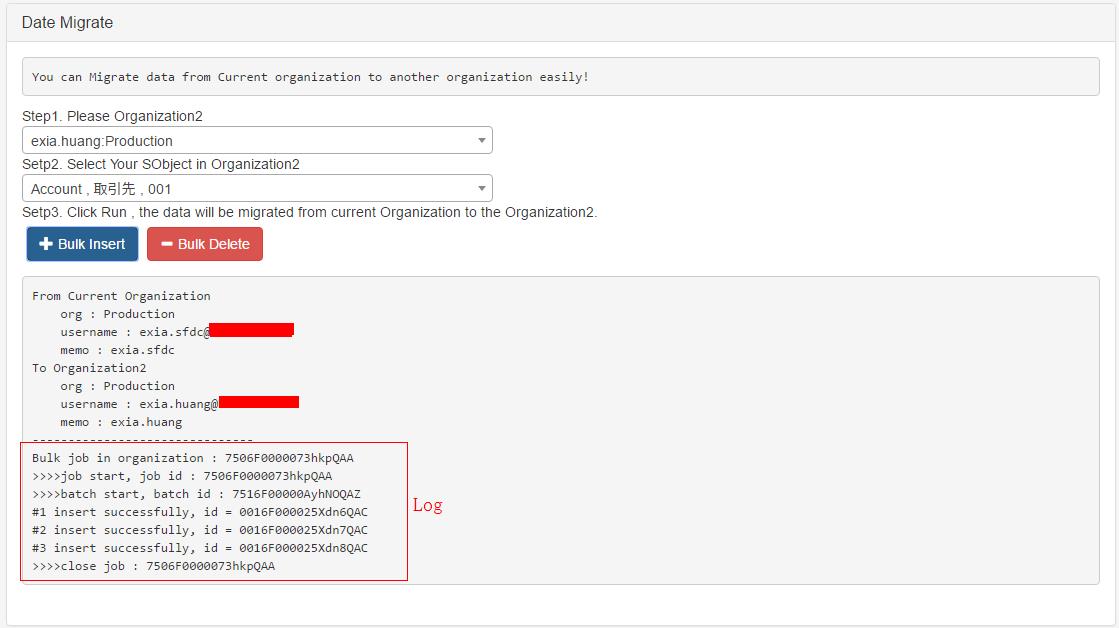 Date Migrate
You can Migrate data from Current organization to another organization easily!
Step1. Please Organization2
exia.huang:Production
Setp2. Select Your SObject in Organization2
Account , 取引先 , 001
Setp3. Click Run , the data will be migrated from current Organization to the Organization2.
Bulk Insert Bulk Delete
From Current Organization
org : Production
username : exia.sfdc@
memo : exia.sfdc
To Organization2
org : Production
username : exia.huang@
memo : exia.huang
-------------------------------
Bulk job in organization : 7506F0000073hkpQAA
>>>>job start, job id : 7506F0000073hkpQAA
>>>>batch start, batch id : 7516F00000AyhNOQAZ
#1 insert successfully, id = 0016F000025Xdn6QAC
#2 insert successfully, id = 0016F000025Xdn7QAC
#3 insert successfully, id = 0016F000025Xdn8QAC
>>>>close job : 7506F0000073hkpQAA
Log